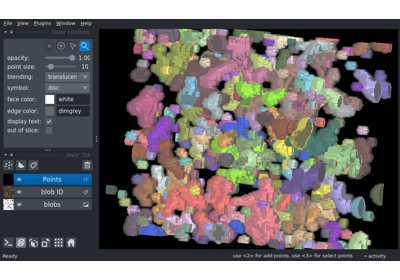 File View Plugins Window Help
layer controls
opacity: 1.00
point size: 10
blending: translucen
symbol: disc
face color: white
edge color: dimgrey
display text:
out of slice:
layer list
Points
blob ID
blobs
Ready use <2> for add points, use <3> for select points activity